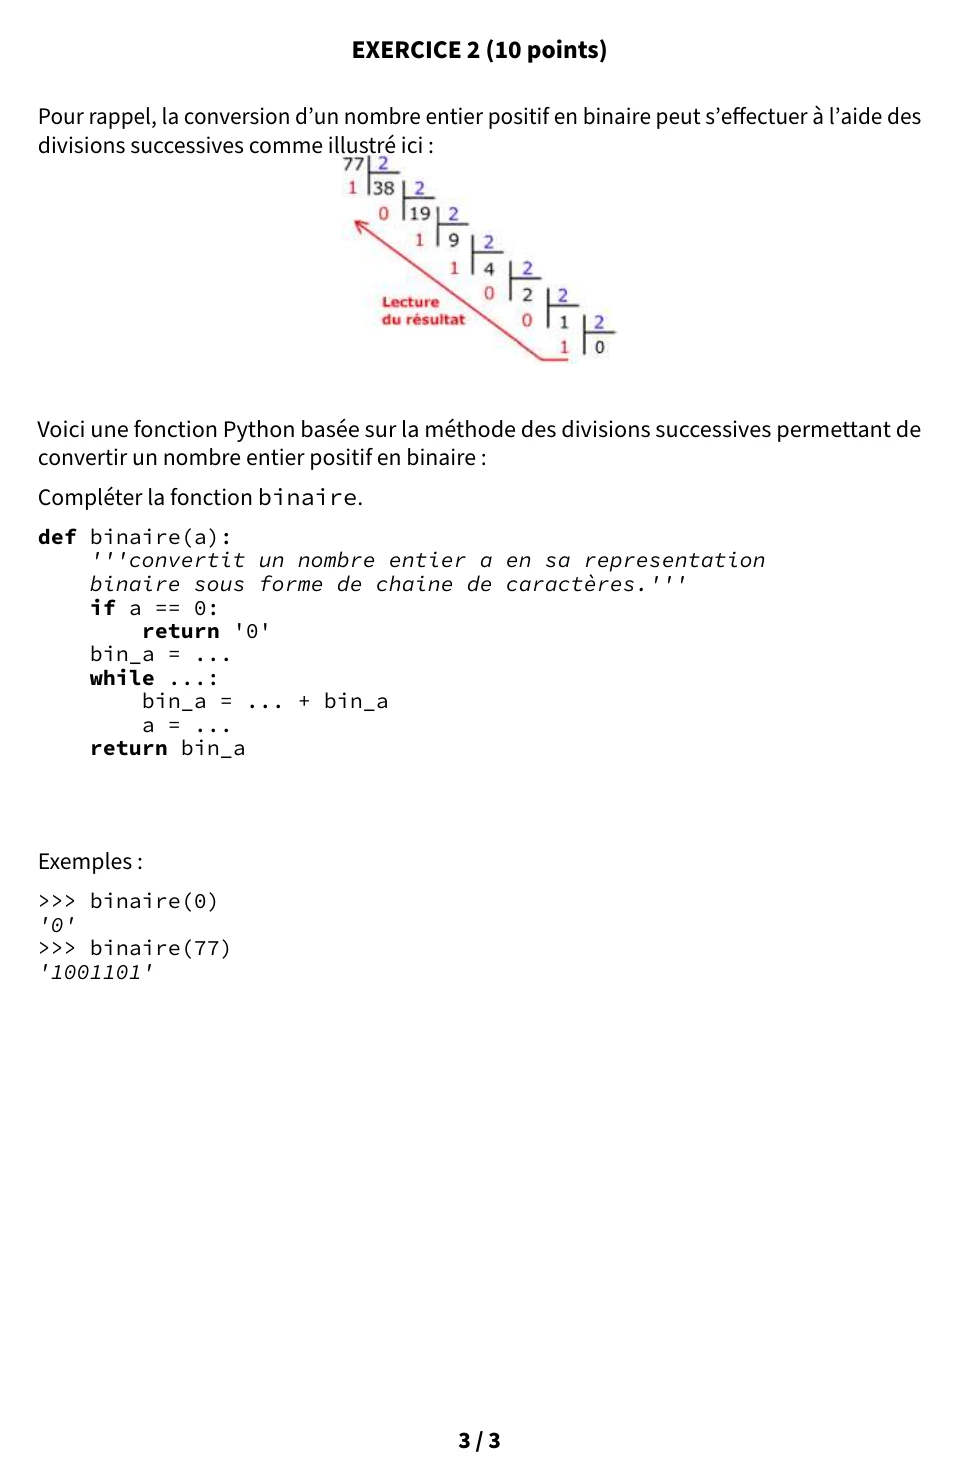 EXERCICE 2 (10 points)
Pour rappel, la conversion d’un nombre entier positif en binaire peut s’effectuer à l’aide des
divisions successives comme illustré ici :
77 2
1 38 2
0 19 2
1 9 2
1 4 2
0 2 2
0 1 2
1 0
Lecture
du résultat
Voici une fonction Python basée sur la méthode des divisions successives permettant de
convertir un nombre entier positif en binaire :
Compléter la fonction binaire.
def binaire(a):
    '''convertit un nombre entier a en sa representation
    binaire sous forme de chaine de caractères.'''
    if a == 0:
        return '0'
    bin_a = ...
    while ...:
        bin_a = ... + bin_a
        a = ...
    return bin_a
Exemples :
>>> binaire(0)
'0'
>>> binaire(77)
'1001101'
3 / 3